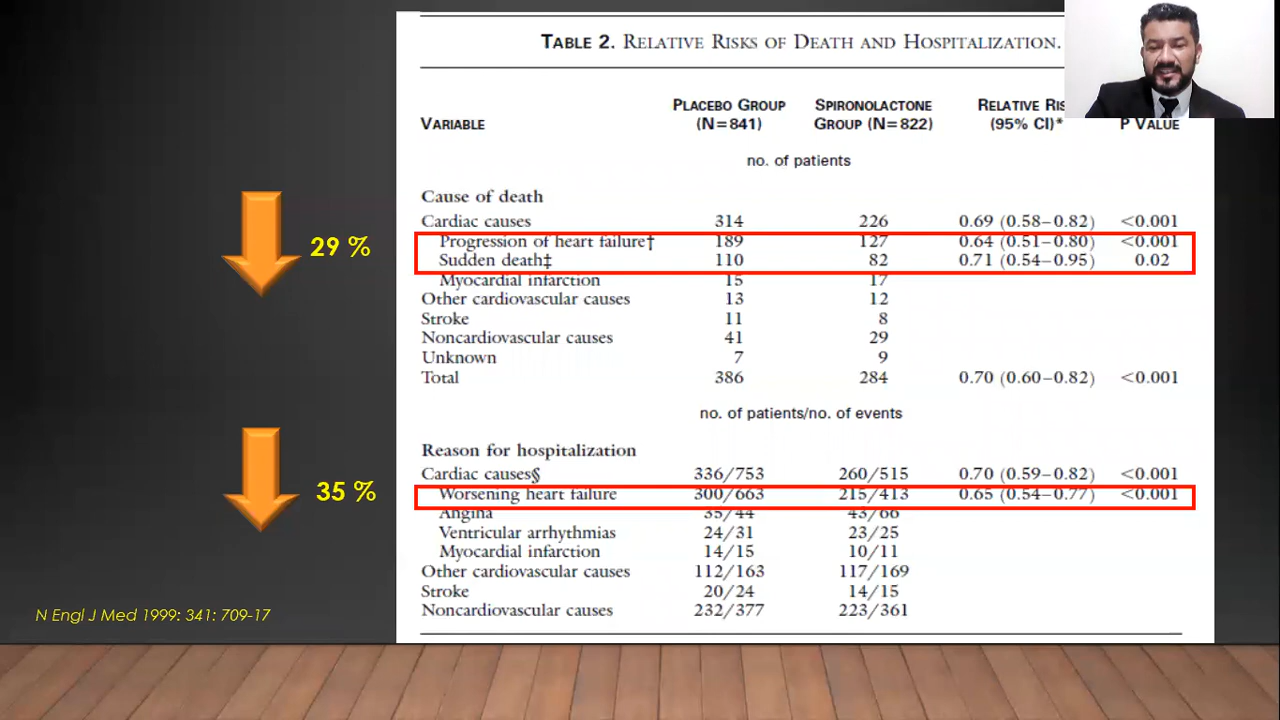 TABLE 2. RELATIVE RISKS OF DEATH AND HOSPITALIZATION.
VARIABLE PLACEBO GROUP (N=841) SPIRONOLACTONE GROUP (N=822) RELATIVE (95% CI)* P VALUE
no. of patients
Cause of death
Cardiac causes 314 226 0.69 (0.58–0.82) <0.001
Progression of heart failure† 189 127 0.64 (0.51–0.80) <0.001
Sudden death‡ 110 82 0.71 (0.54–0.95) 0.02
Myocardial infarction 15 17
Other cardiovascular causes 13 12
Stroke 11 8
Noncardiovascular causes 41 29
Unknown 7 9
Total 386 284 0.70 (0.60–0.82) <0.001
no. of patients/no. of events
Reason for hospitalization
Cardiac causes§ 336/753 260/515 0.70 (0.59–0.82) <0.001
Worsening heart failure 300/663 215/413 0.65 (0.54–0.77) <0.001
Angina 35/44 43/66
Ventricular arrhythmias 24/31 23/25
Myocardial infarction 14/15 10/11
Other cardiovascular causes 112/163 117/169
Stroke 20/24 14/15
Noncardiovascular causes 232/377 223/361
29 %
35 %
N Engl J Med 1999: 341: 709-17